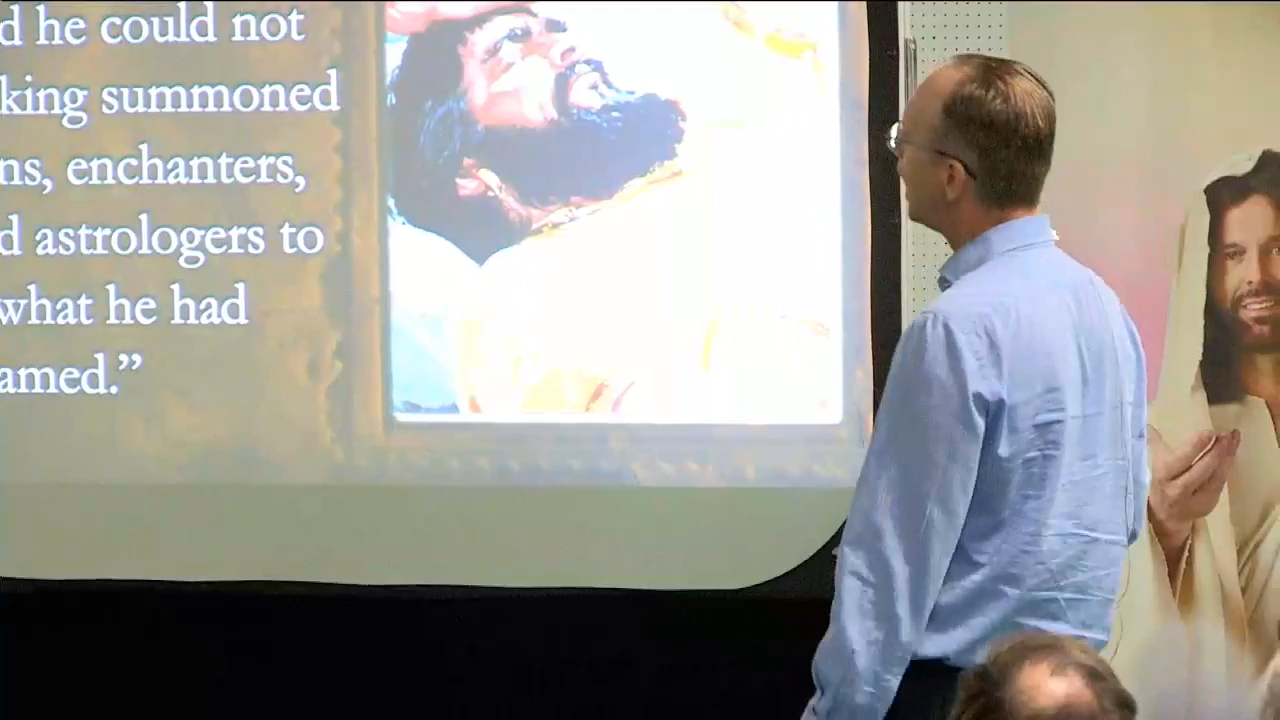 d he could not
king summoned
ns, enchanters,
d astrologers to
what he had
amed.”